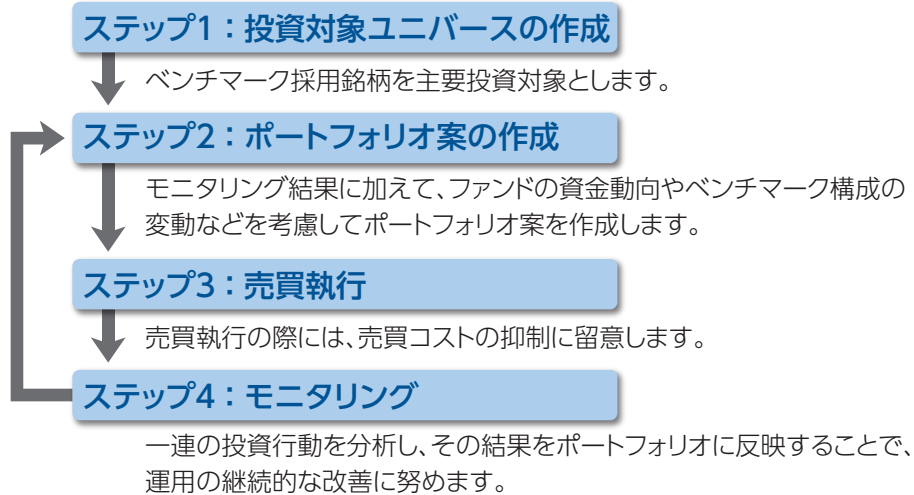 ステップ1：投資対象ユニバースの作成
ベンチマーク採用銘柄を主要投資対象とします。
ステップ2：ポートフォリオ案の作成
モニタリング結果に加えて、ファンドの資金動向やベンチマーク構成の
変動などを考慮してポートフォリオ案を作成します。
ステップ3：売買執行
売買執行の際には、売買コストの抑制に留意します。
ステップ4：モニタリング
一連の投資行動を分析し、その結果をポートフォリオに反映することで、
運用の継続的な改善に努めます。